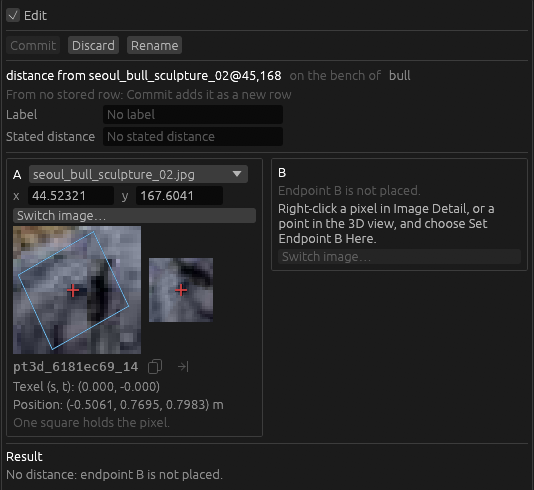 Edit
Commit Discard Rename
distance from seoul_bull_sculpture_02@45,168 on the bench of bull
From no stored row: Commit adds it as a new row
Label No label
Stated distance No stated distance
A seoul_bull_sculpture_02.jpg
x 44.52321 y 167.6041
Switch image…
pt3d_6181ec69_14
Texel (s, t): (0.000, -0.000)
Position: (-0.5061, 0.7695, 0.7983) m
One square holds the pixel.
B
Endpoint B is not placed.
Right-click a pixel in Image Detail, or a
point in the 3D view, and choose Set
Endpoint B Here.
Switch image…
Result
No distance: endpoint B is not placed.